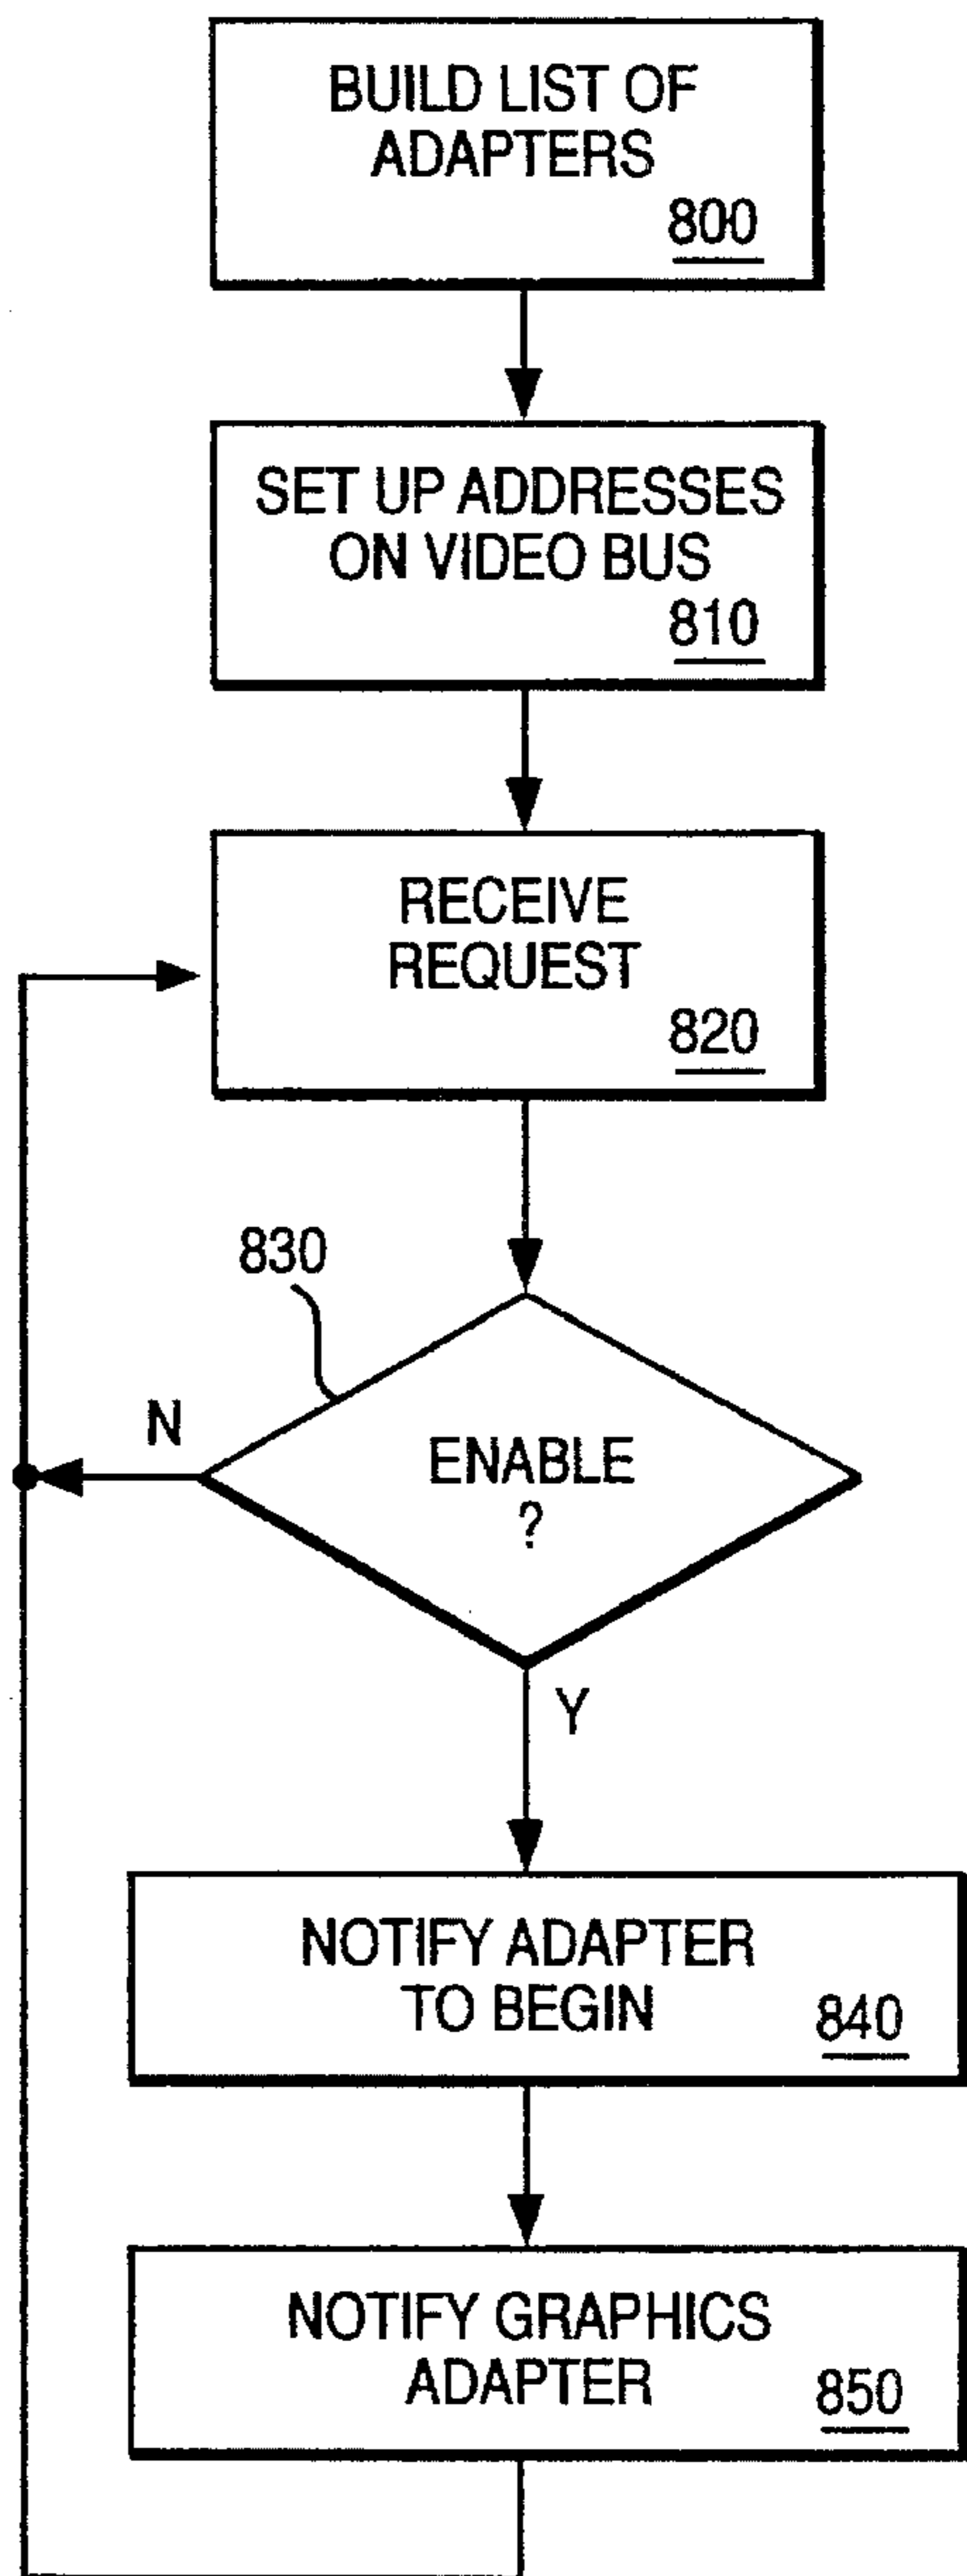 BUILD LIST OF
ADAPTERS
800
SET UP ADDRESSES
ON VIDEO BUS
810
RECEIVE
REQUEST
820
830
N
ENABLE
?
Y
NOTIFY ADAPTER
TO BEGIN
840
NOTIFY GRAPHICS
ADAPTER
850